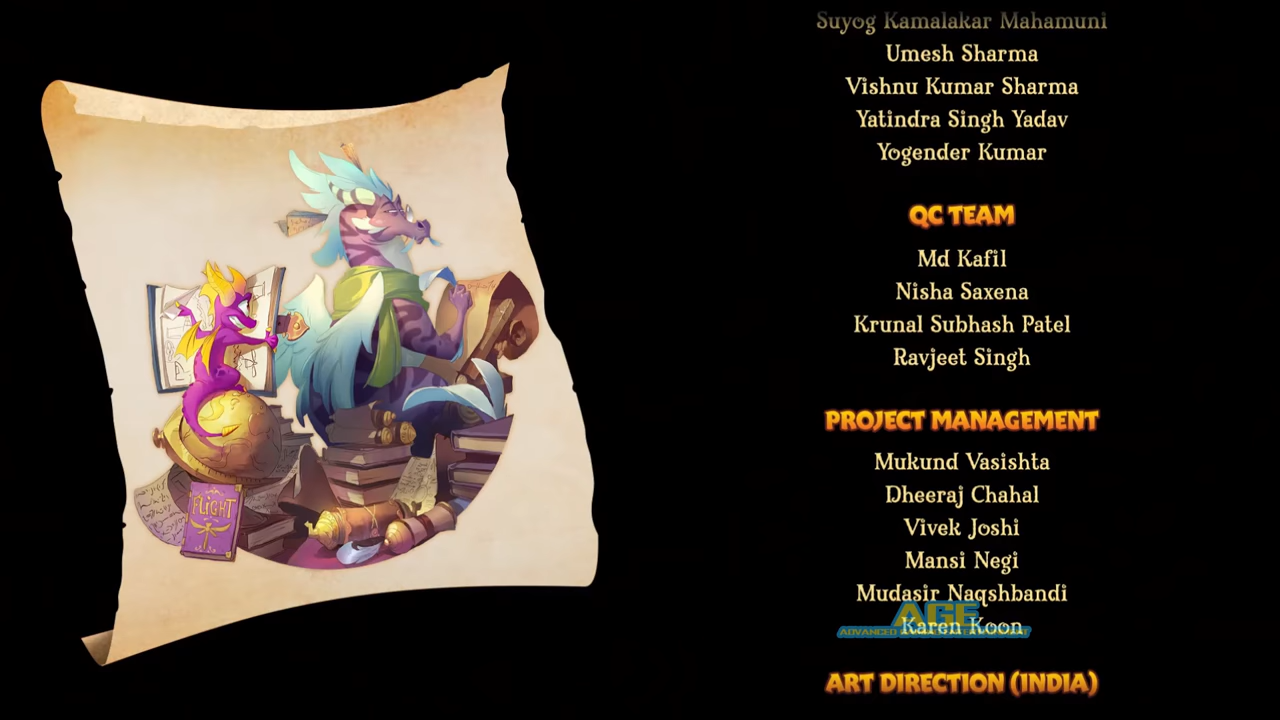 Suyog Kamalakar Mahamuni
Umesh Sharma
Vishnu Kumar Sharma
Yatindra Singh Yadav
Yogender Kumar
QC TEAM
Md Kafil
Nisha Saxena
Krunal Subhash Patel
Ravjeet Singh
PROJECT MANAGEMENT
Mukund Vasishta
Dheeraj Chahal
Vivek Joshi
Mansi Negi
Mudasir Naqshbandi
AGE
Karen Koon
ADVANCED
ART DIRECTION (INDIA)
FLIGHT